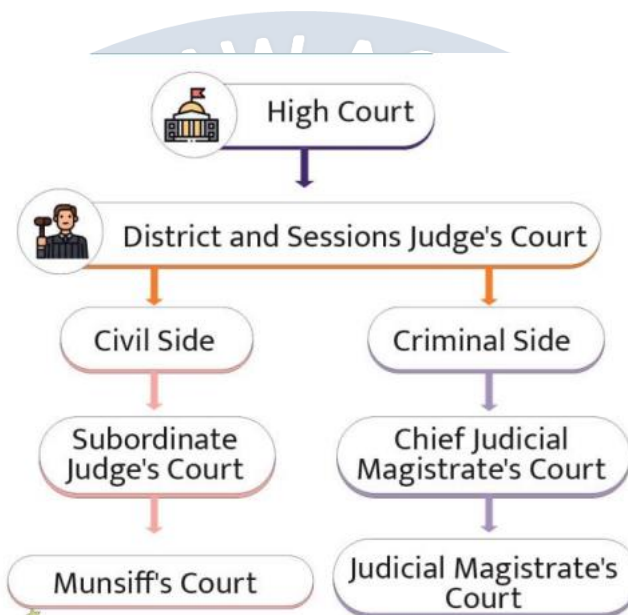 High Court
District and Sessions Judge's Court
Civil Side
Criminal Side
Subordinate
Judge's Court
Chief Judicial
Magistrate's Court
Munsiff's Court
Judicial Magistrate's
Court